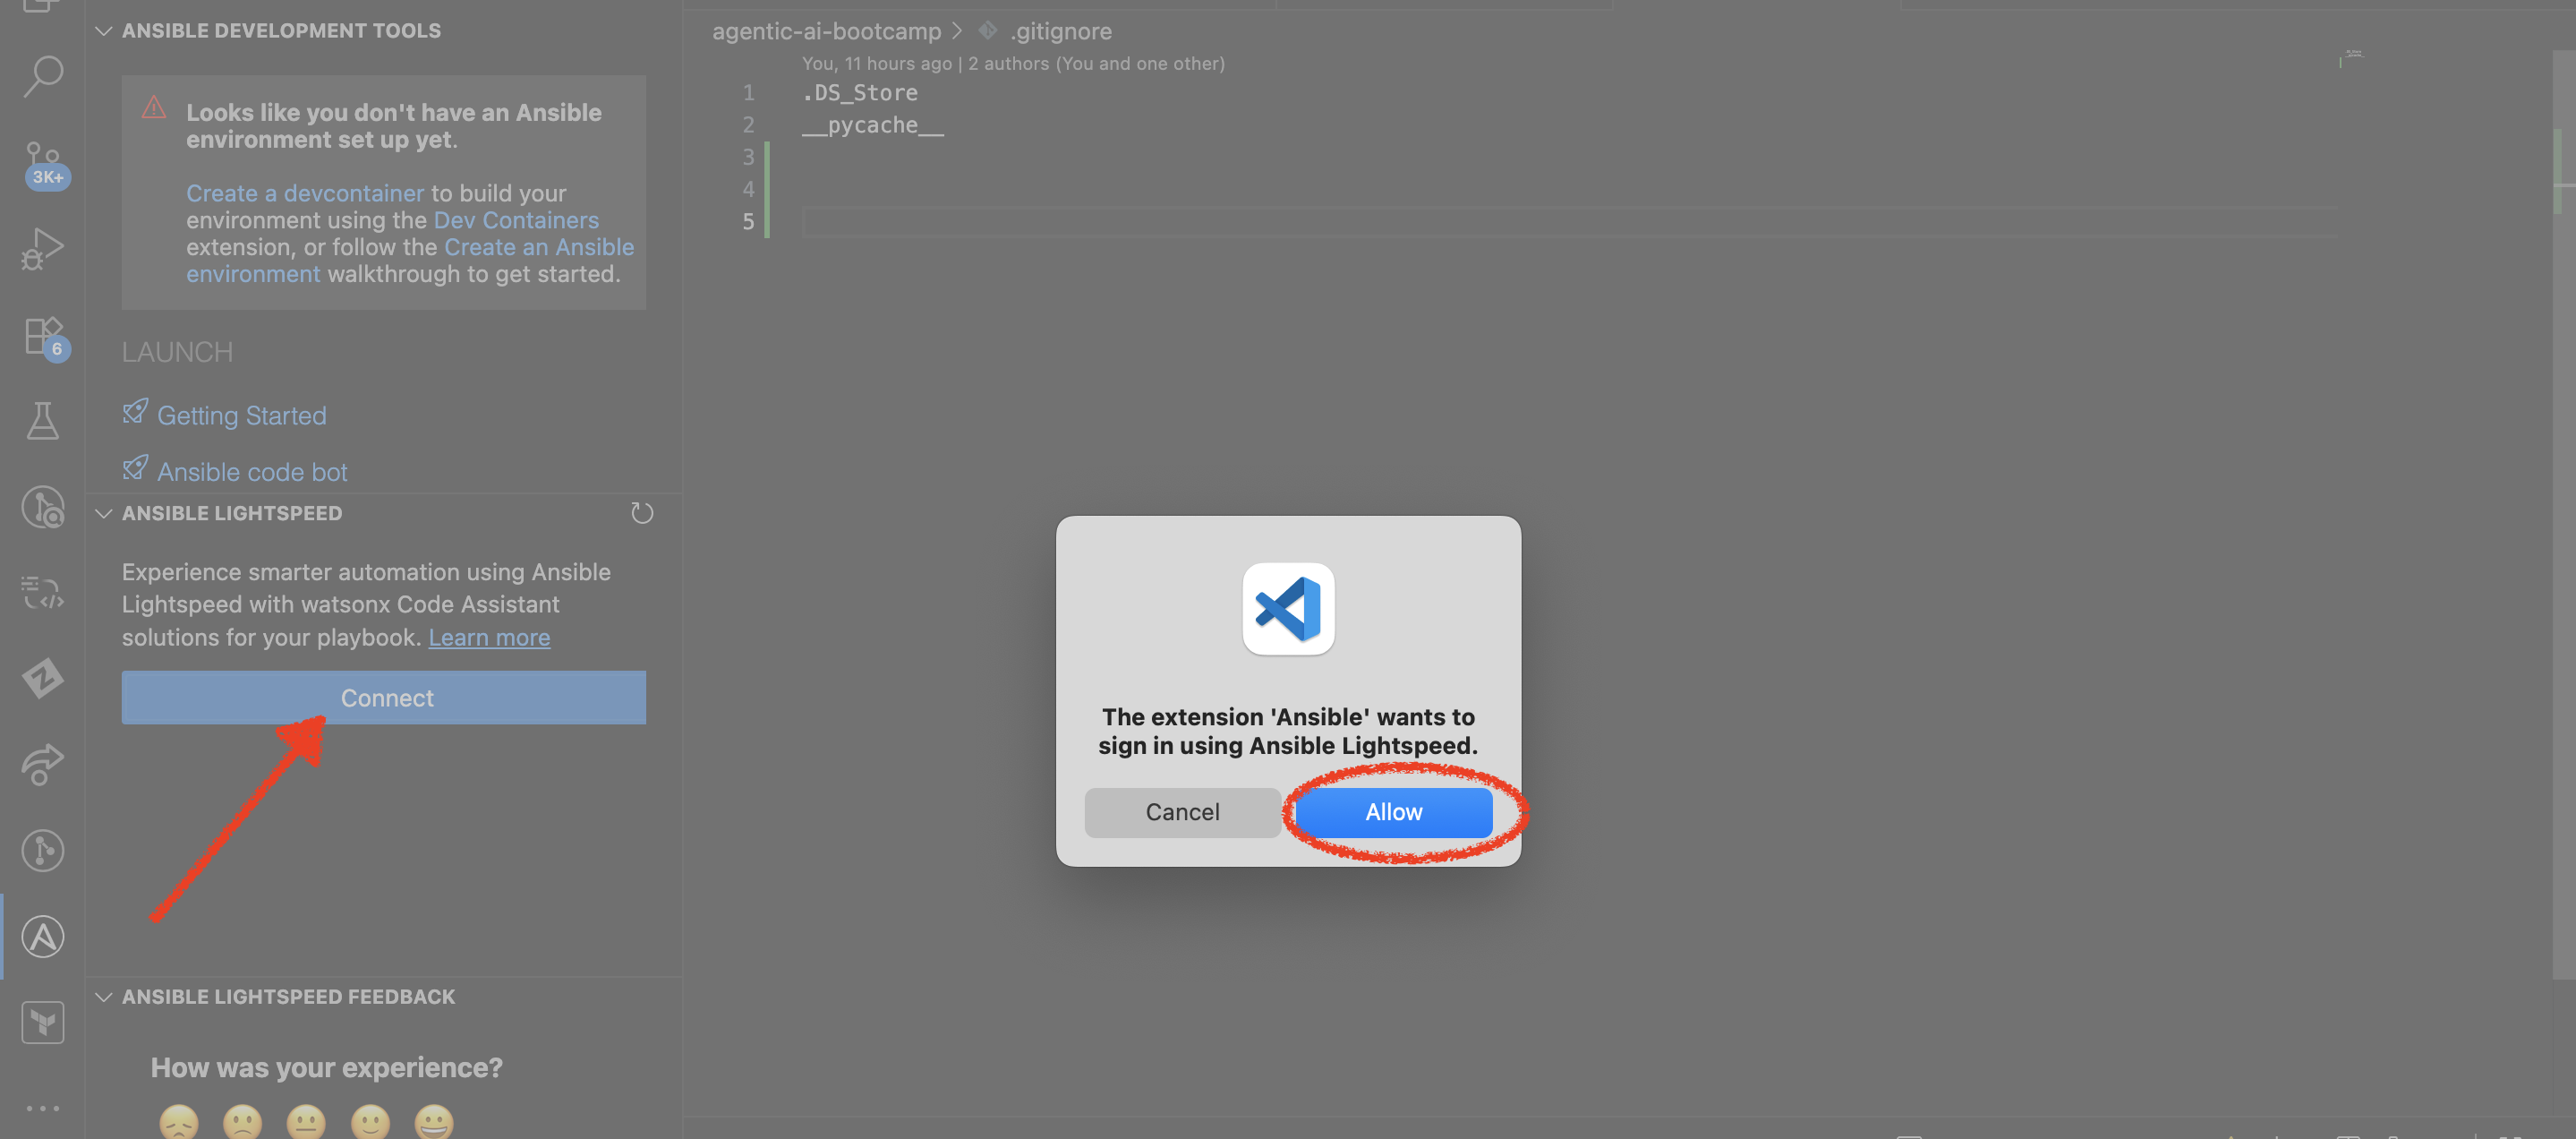 ANSIBLE DEVELOPMENT TOOLS
Looks like you don't have an Ansible
environment set up yet.
Create a devcontainer to build your
environment using the Dev Containers
extension, or follow the Create an Ansible
environment walkthrough to get started.
LAUNCH
Getting Started
Ansible code bot
ANSIBLE LIGHTSPEED
Experience smarter automation using Ansible
Lightspeed with watsonx Code Assistant
solutions for your playbook. Learn more
Connect
ANSIBLE LIGHTSPEED FEEDBACK
How was your experience?
3K+
6
agentic-ai-bootcamp > .gitignore
You, 11 hours ago | 2 authors (You and one other)
1 .DS_Store
2 __pycache__
3
4
5
The extension 'Ansible' wants to
sign in using Ansible Lightspeed.
Cancel
Allow